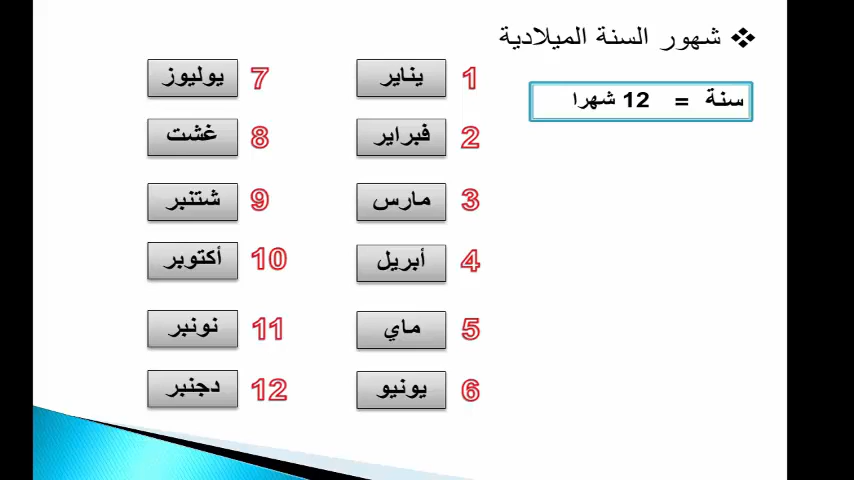 ❖ شهور السنة الميلادية
سنة = 12 شهرا
1 يناير
2 فبراير
3 مارس
4 أبريل
5 ماي
6 يونيو
7 يوليوز
8 غشت
9 شتنبر
10 أكتوبر
11 نونبر
12 دجنبر